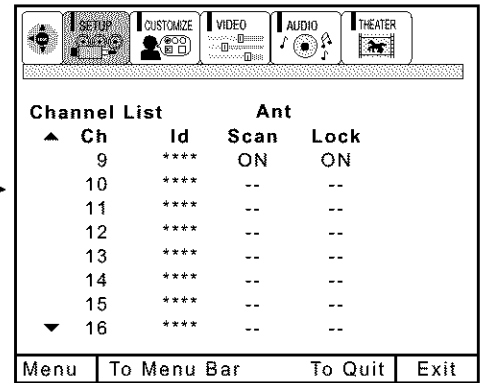 SETUP CUSTOMIZE VIDEO AUDIO THEATER
Channel List Ant
Ch Id Scan Lock
9 **** ON ON
10 **** -- --
11 **** -- --
12 **** -- --
13 **** -- --
14 **** -- --
15 **** -- --
16 **** -- --
Menu To Menu Bar To Quit Exit